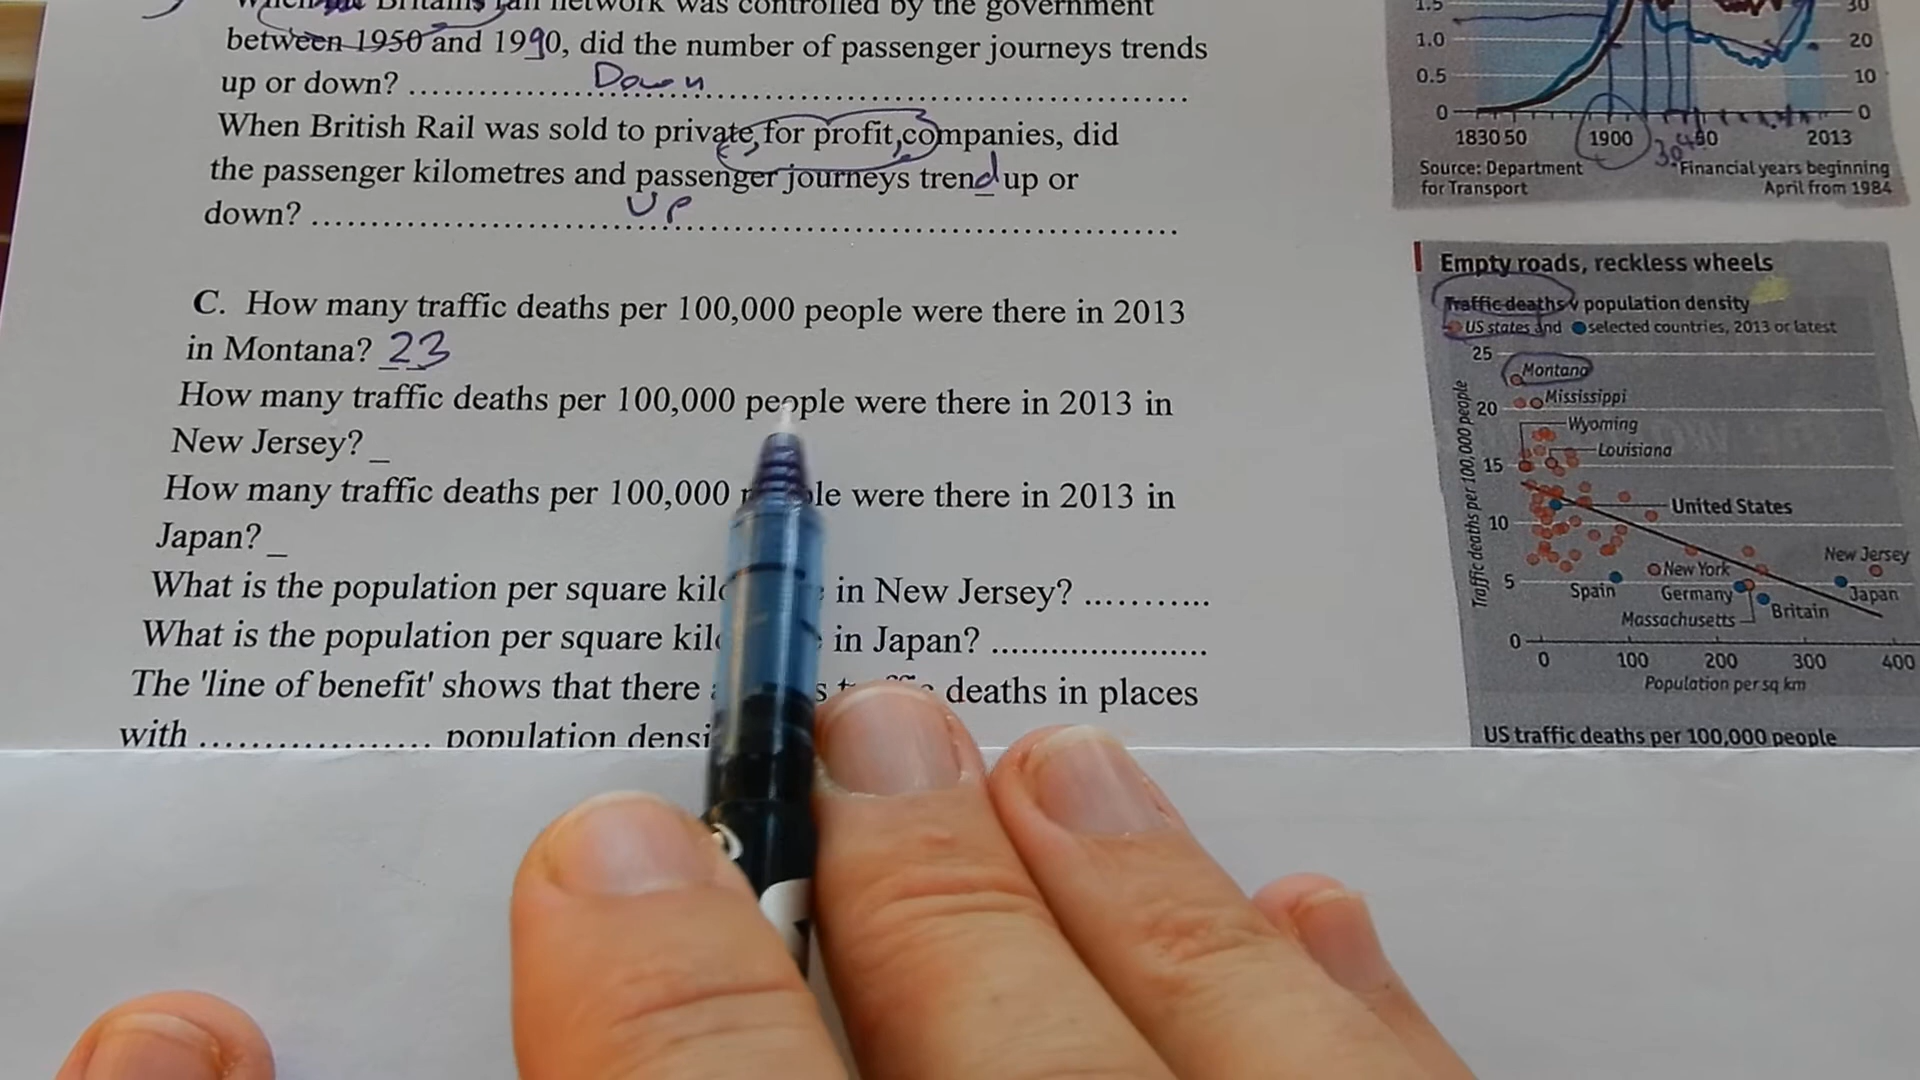 Britain's rail network was controlled by the government
between 1950 and 1990, did the number of passenger journeys trends
up or down? .......... Down ..........
When British Rail was sold to private, for profit, companies, did
the passenger kilometres and passenger journeys trend up or
down? .......... UP ..........
C. How many traffic deaths per 100,000 people were there in 2013
in Montana? 23
How many traffic deaths per 100,000 people were there in 2013 in
New Jersey? _
How many traffic deaths per 100,000 were there in 2013 in
Japan? _
What is the population per square in New Jersey? ...........
What is the population per square in Japan? ......................
The 'line of benefit' shows that there deaths in places
with .................. population
1.5
30
1.0
20
0.5
10
0
0
1830 50
1900
50
2013
Source: Department
for Transport
*Financial years beginning
April from 1984
Empty roads, reckless wheels
Traffic deaths v population density
US states and selected countries, 2013 or latest
Traffic deaths per 100,000 people
25
Montana
20
Mississippi
Wyoming
Louisiana
15
United States
10
New Jersey
New York
5
Spain
Germany
Japan
Britain
Massachusetts
0
0
100
200
300
400
Population per sq km
US traffic deaths per 100,000 people